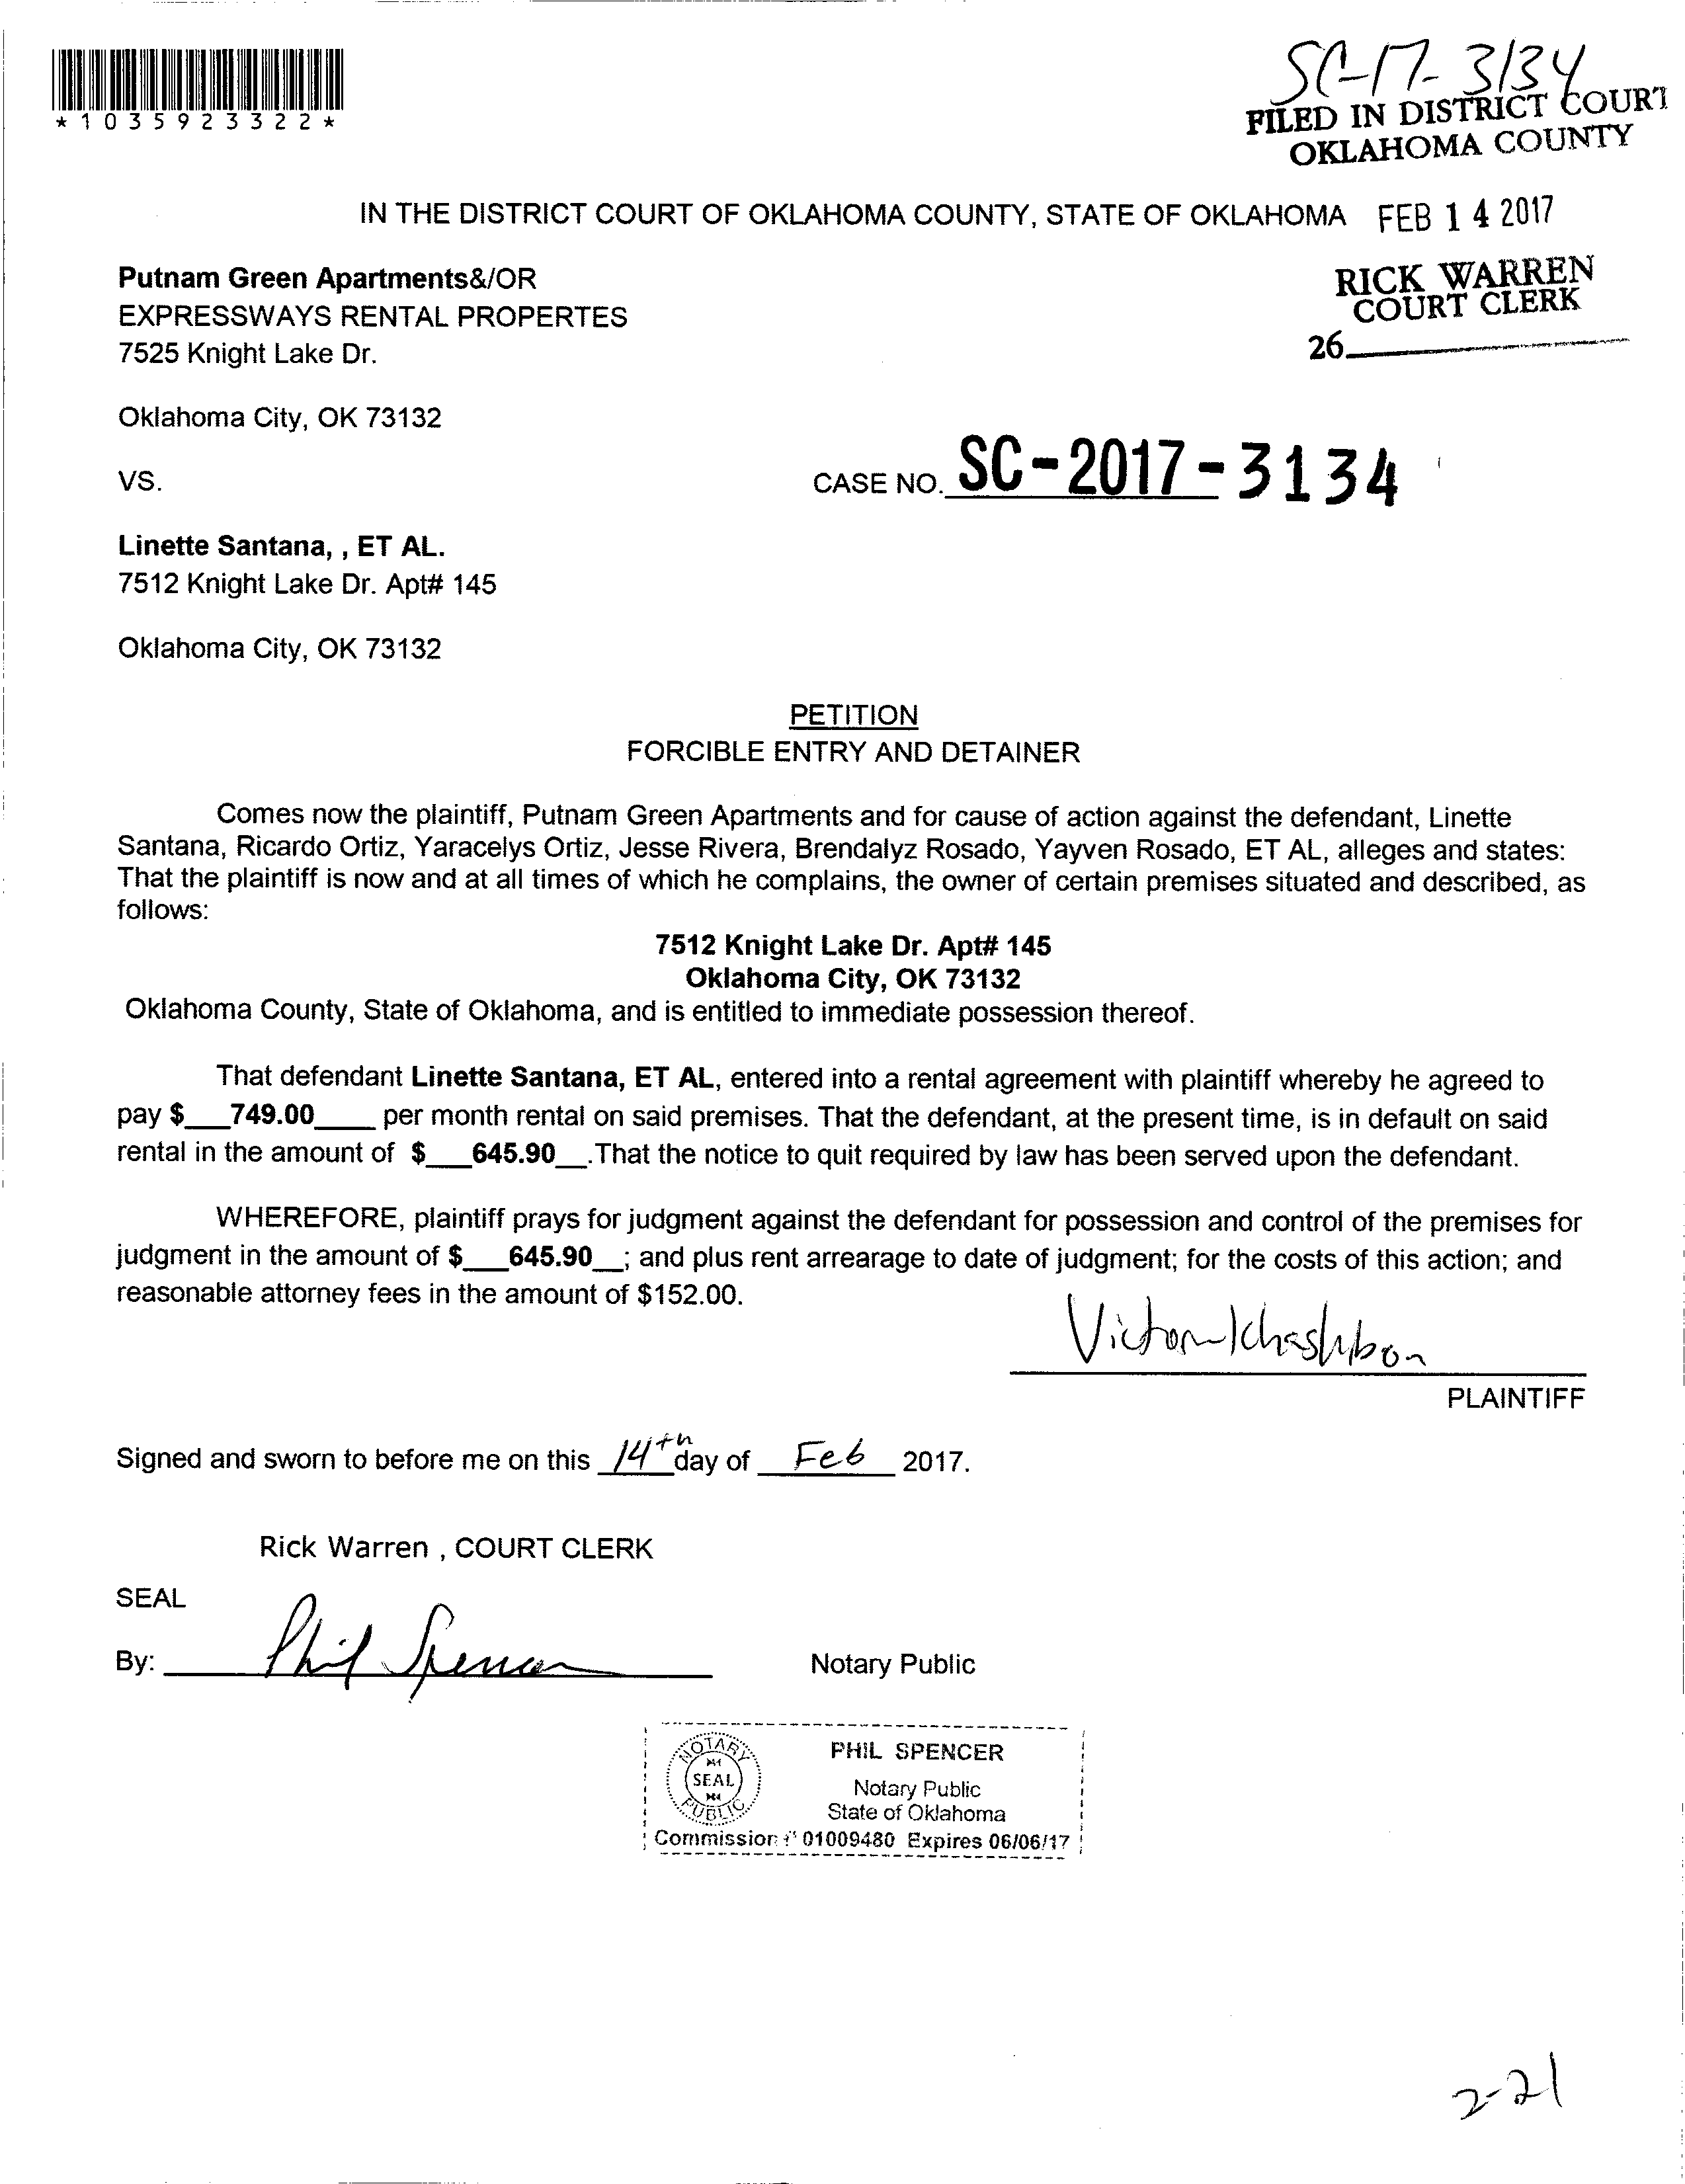 SC-17-3134
*1035923322*
FILED IN DISTRICT COURT
OKLAHOMA COUNTY
IN THE DISTRICT COURT OF OKLAHOMA COUNTY, STATE OF OKLAHOMA FEB 14 2017
Putnam Green Apartments&/OR
EXPRESSWAYS RENTAL PROPERTES
7525 Knight Lake Dr.
RICK WARREN
COURT CLERK
26
Oklahoma City, OK 73132
VS.
CASE NO. SC-2017-3134
Linette Santana, , ET AL.
7512 Knight Lake Dr. Apt# 145
Oklahoma City, OK 73132
PETITION
FORCIBLE ENTRY AND DETAINER
Comes now the plaintiff, Putnam Green Apartments and for cause of action against the defendant, Linette
Santana, Ricardo Ortiz, Yaracelys Ortiz, Jesse Rivera, Brendalyz Rosado, Yayven Rosado, ET AL, alleges and states:
That the plaintiff is now and at all times of which he complains, the owner of certain premises situated and described, as
follows:
7512 Knight Lake Dr. Apt# 145
Oklahoma City, OK 73132
Oklahoma County, State of Oklahoma, and is entitled to immediate possession thereof.
That defendant Linette Santana, ET AL, entered into a rental agreement with plaintiff whereby he agreed to
pay $___749.00____ per month rental on said premises. That the defendant, at the present time, is in default on said
rental in the amount of $___645.90__.That the notice to quit required by law has been served upon the defendant.
WHEREFORE, plaintiff prays for judgment against the defendant for possession and control of the premises for
judgment in the amount of $___645.90__; and plus rent arrearage to date of judgment; for the costs of this action; and
reasonable attorney fees in the amount of $152.00.
Victor
PLAINTIFF
Signed and sworn to before me on this 14th day of Feb 2017.
Rick Warren , COURT CLERK
SEAL
By: Phil Spencer Notary Public
NOTARY PUBLIC SEAL
PHIL SPENCER
Notary Public
State of Oklahoma
Commission # 01009480 Expires 06/06/17
2-21